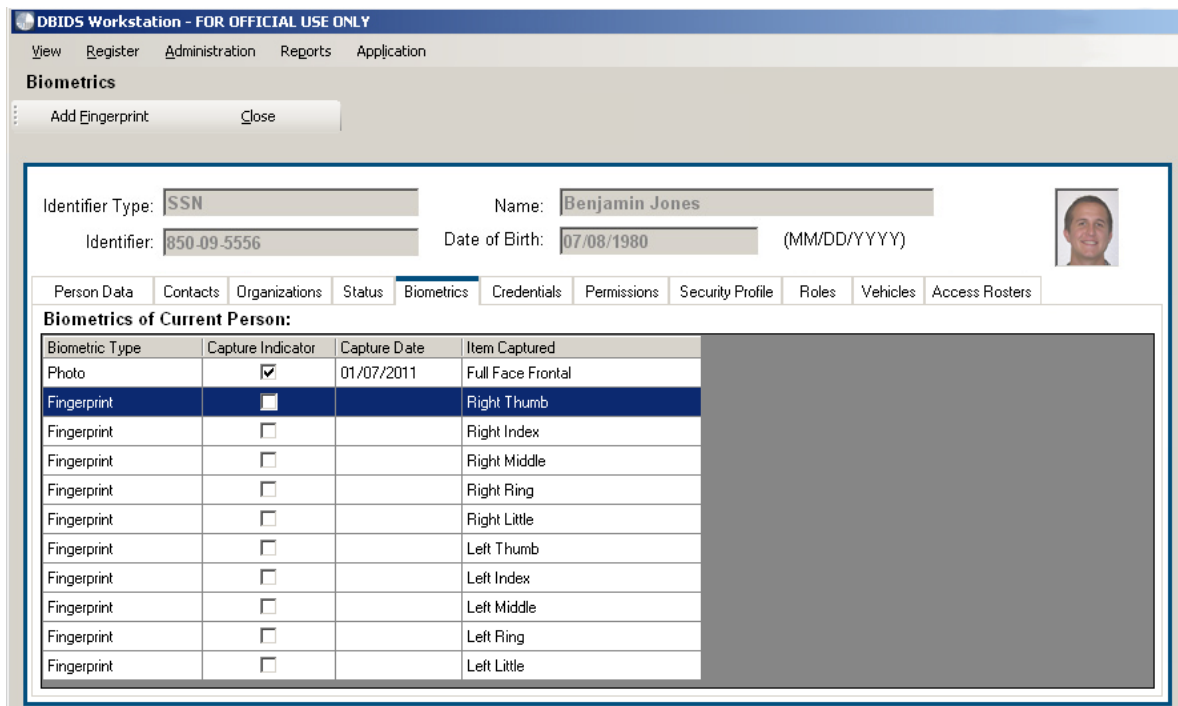 DBIDS Workstation - FOR OFFICIAL USE ONLY
View Register Administration Reports Application
Biometrics
Add Fingerprint Close
Identifier Type: SSN Name: Benjamin Jones
Identifier: 850-09-5556 Date of Birth: 07/08/1980 (MM/DD/YYYY)
Person Data Contacts Organizations Status Biometrics Credentials Permissions Security Profile Roles Vehicles Access Rosters
Biometrics of Current Person:
Biometric Type Capture Indicator Capture Date Item Captured
Photo 01/07/2011 Full Face Frontal
Fingerprint Right Thumb
Fingerprint Right Index
Fingerprint Right Middle
Fingerprint Right Ring
Fingerprint Right Little
Fingerprint Left Thumb
Fingerprint Left Index
Fingerprint Left Middle
Fingerprint Left Ring
Fingerprint Left Little